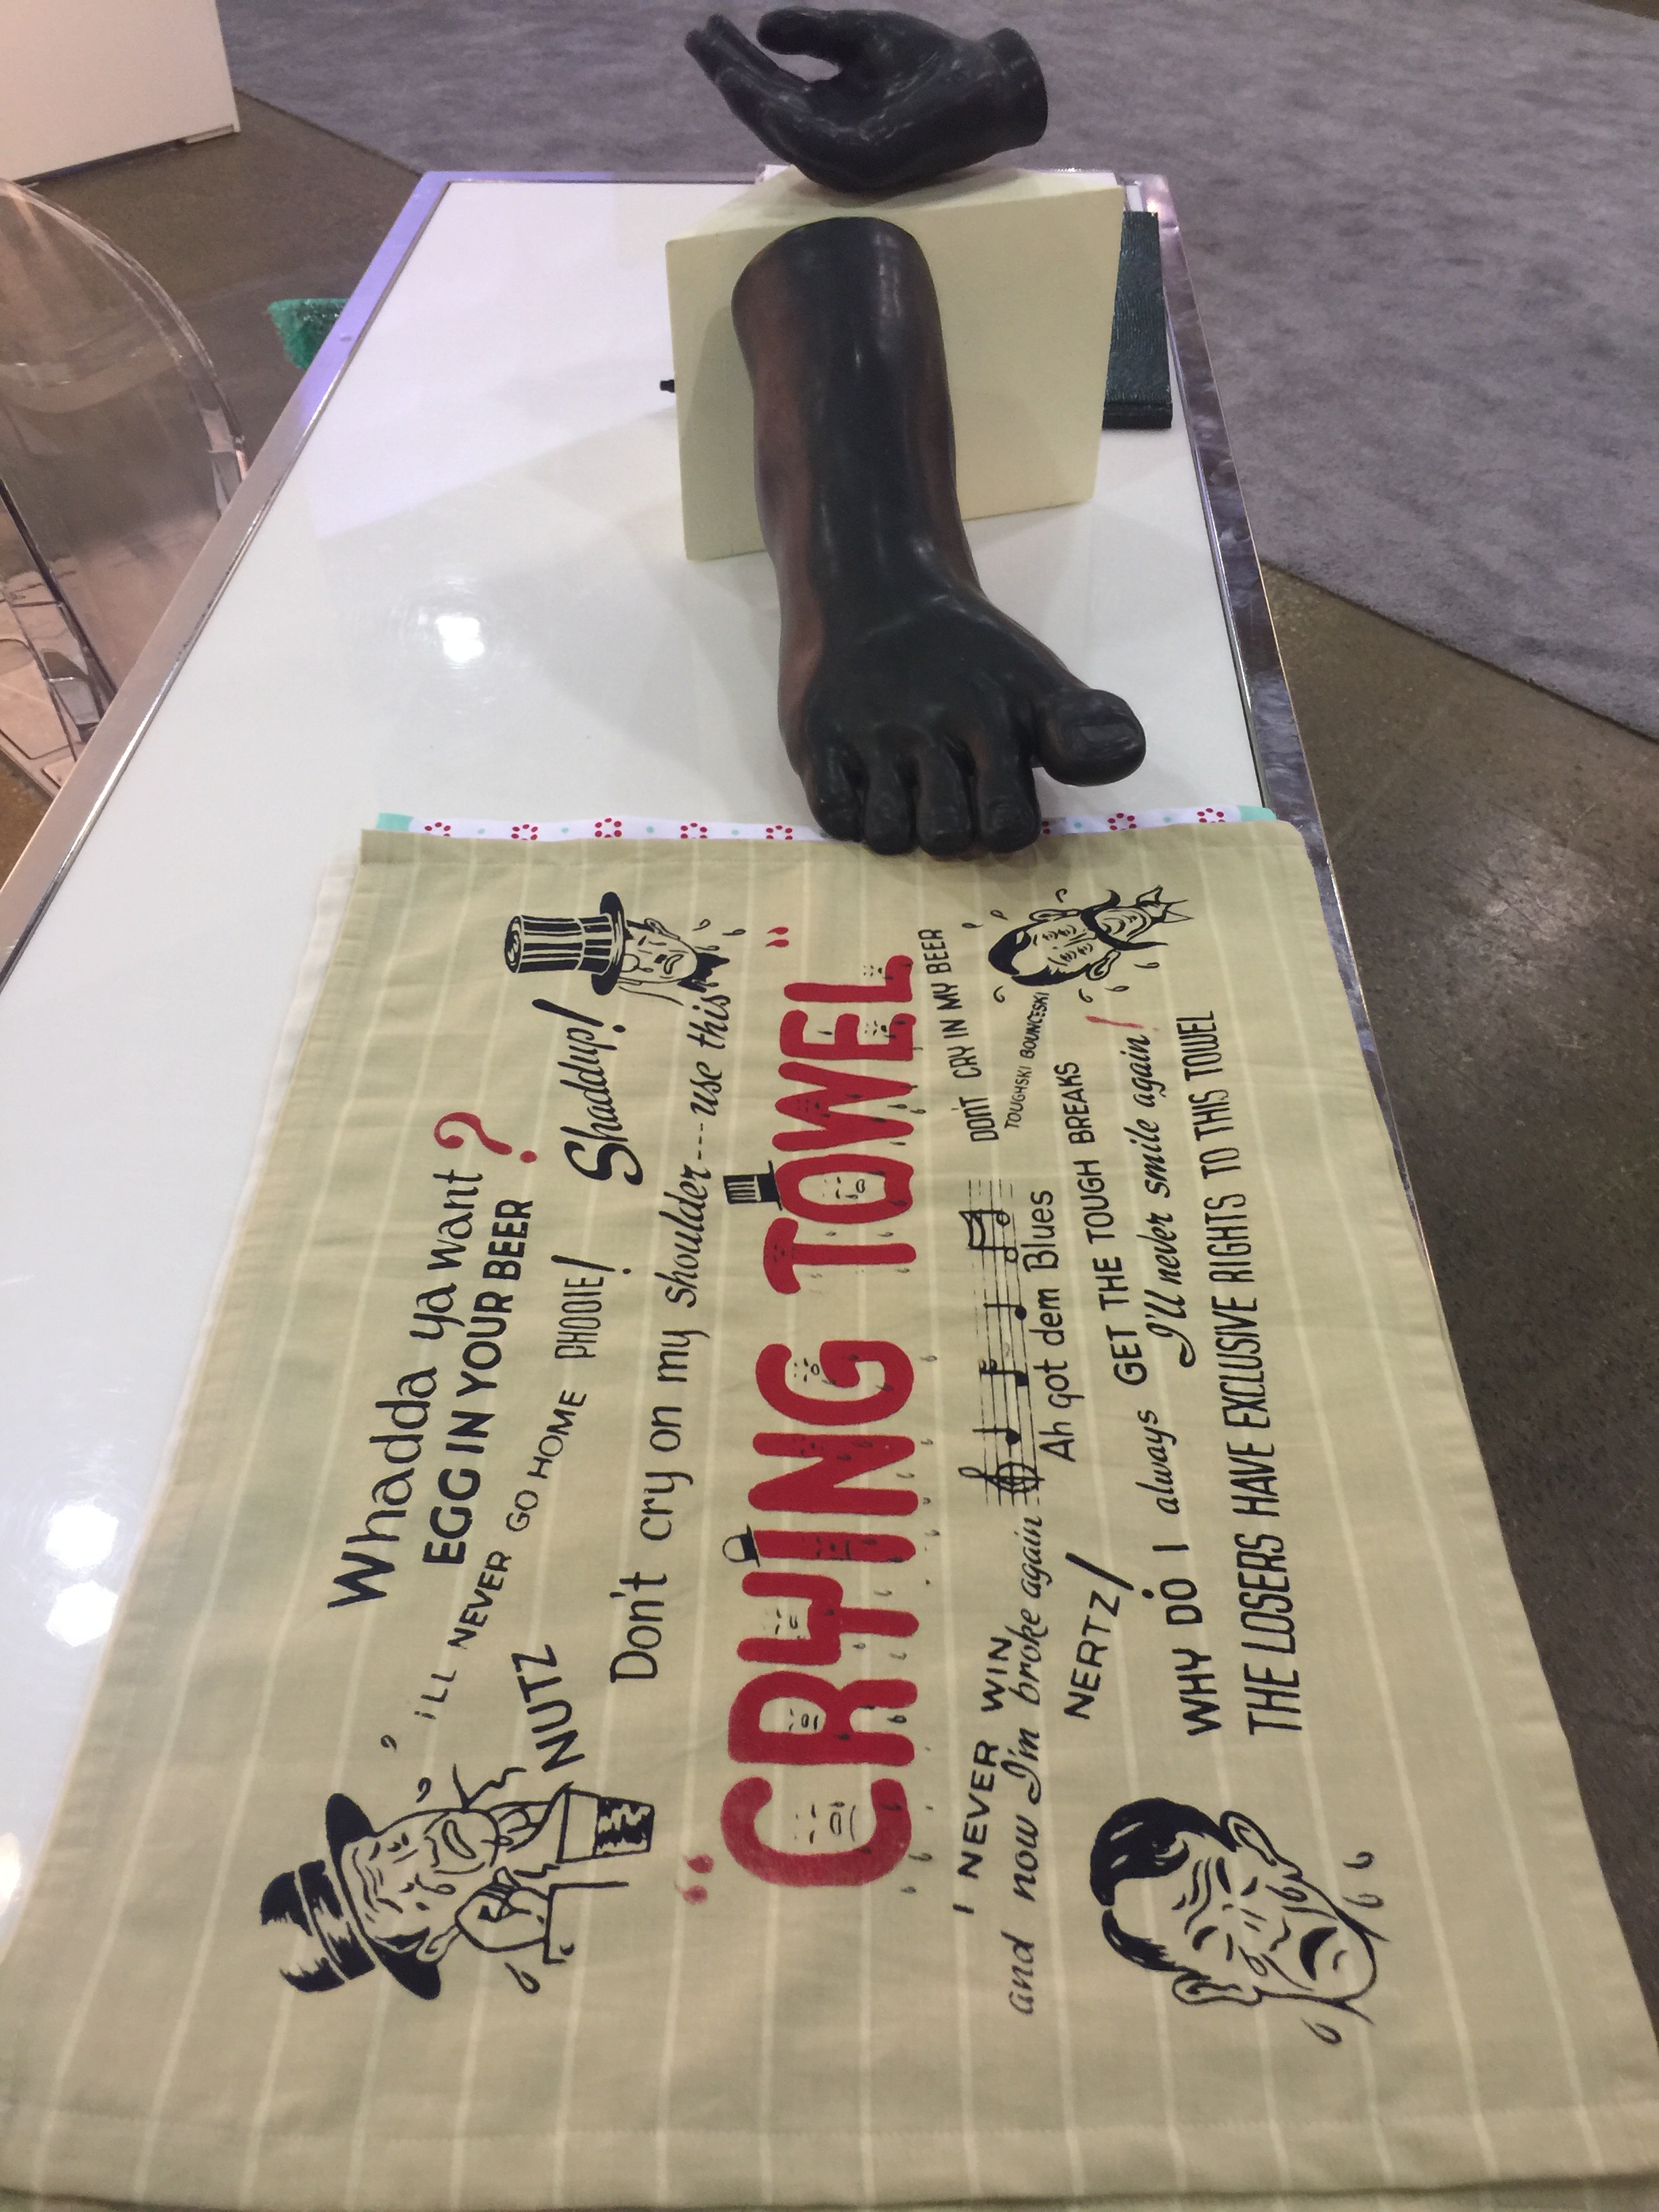 Whadda ya want?
EGG IN YOUR BEER
I'LL NEVER GO HOME PHOOIE!
Shaddup!
NUTZ
Don't cry on my shoulder---use this
"CRYING TOWEL"
I NEVER WIN
and now I'm broke again
Ah got dem Blues
DON'T CRY IN MY BEER
TOUGHSKI BOUNCESKI
NERTZ!
WHY DO I always GET THE TOUGH BREAKS
I'll never smile again!
THE LOSERS HAVE EXCLUSIVE RIGHTS TO THIS TOWEL